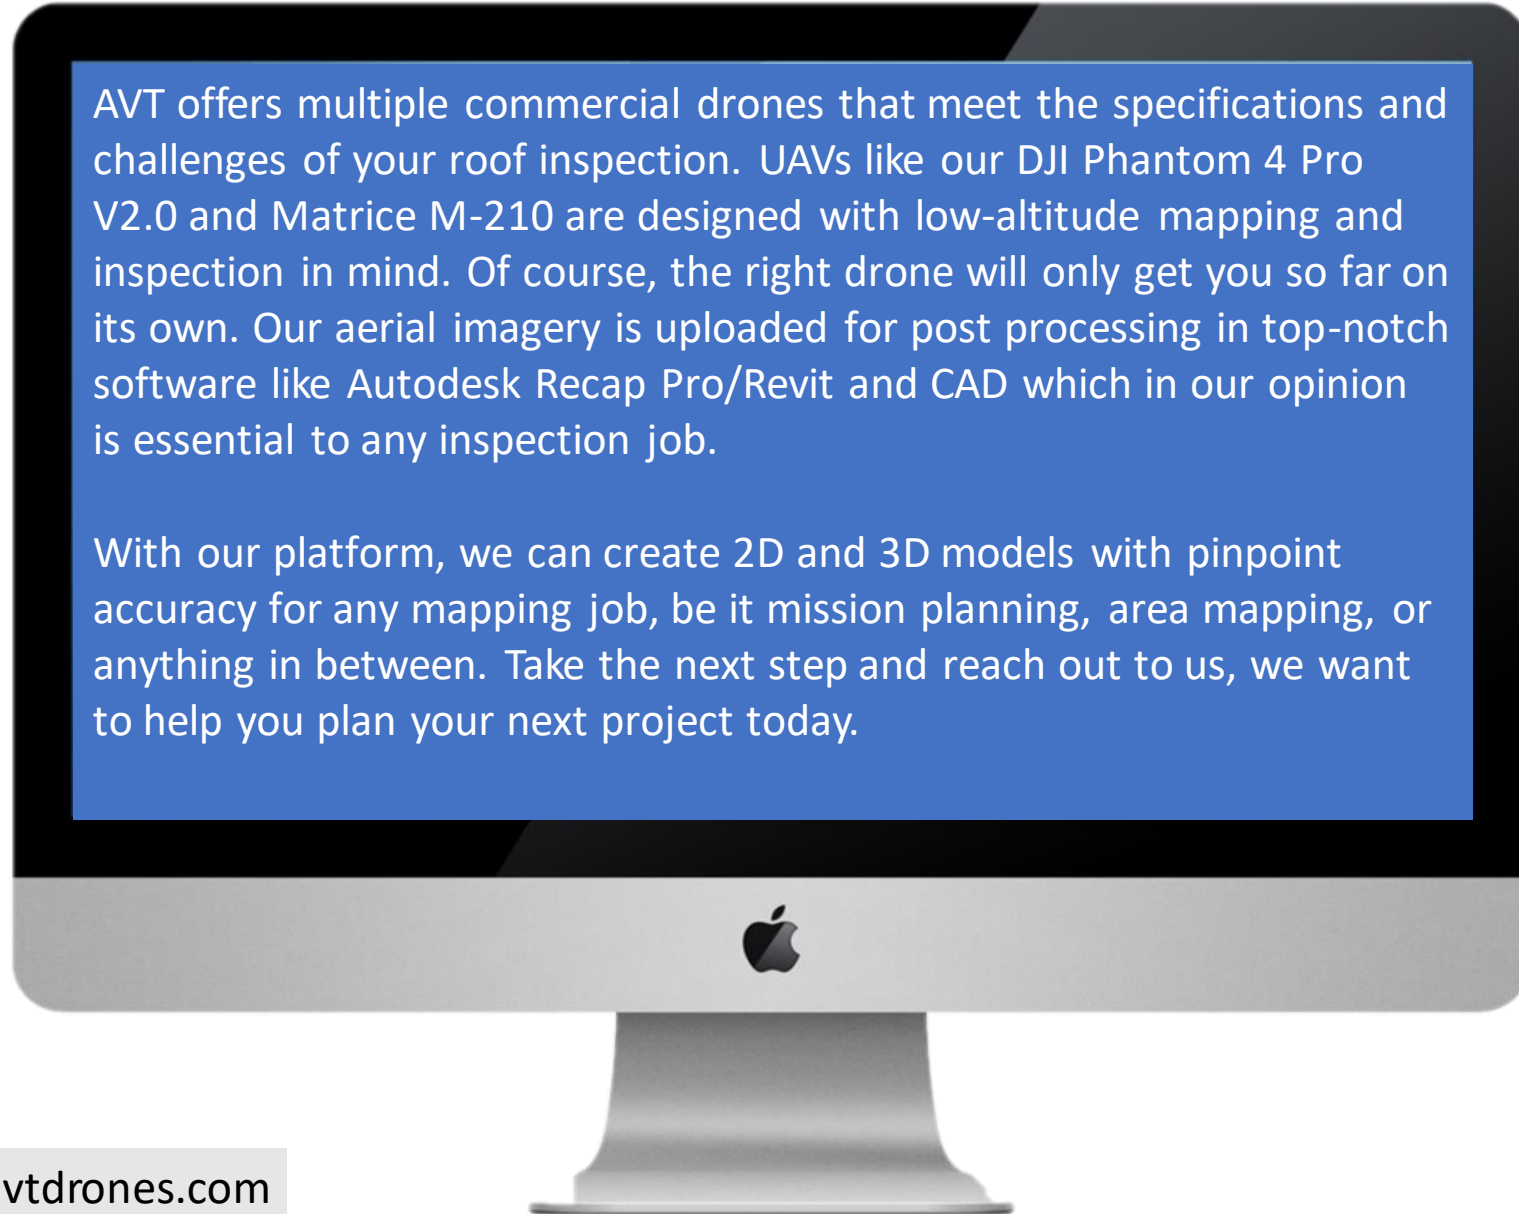 AVT offers multiple commercial drones that meet the specifications and
challenges of your roof inspection. UAVs like our DJI Phantom 4 Pro
V2.0 and Matrice M-210 are designed with low-altitude mapping and
inspection in mind. Of course, the right drone will only get you so far on
its own. Our aerial imagery is uploaded for post processing in top-notch
software like Autodesk Recap Pro/Revit and CAD which in our opinion
is essential to any inspection job.
With our platform, we can create 2D and 3D models with pinpoint
accuracy for any mapping job, be it mission planning, area mapping, or
anything in between. Take the next step and reach out to us, we want
to help you plan your next project today.
vtdrones.com